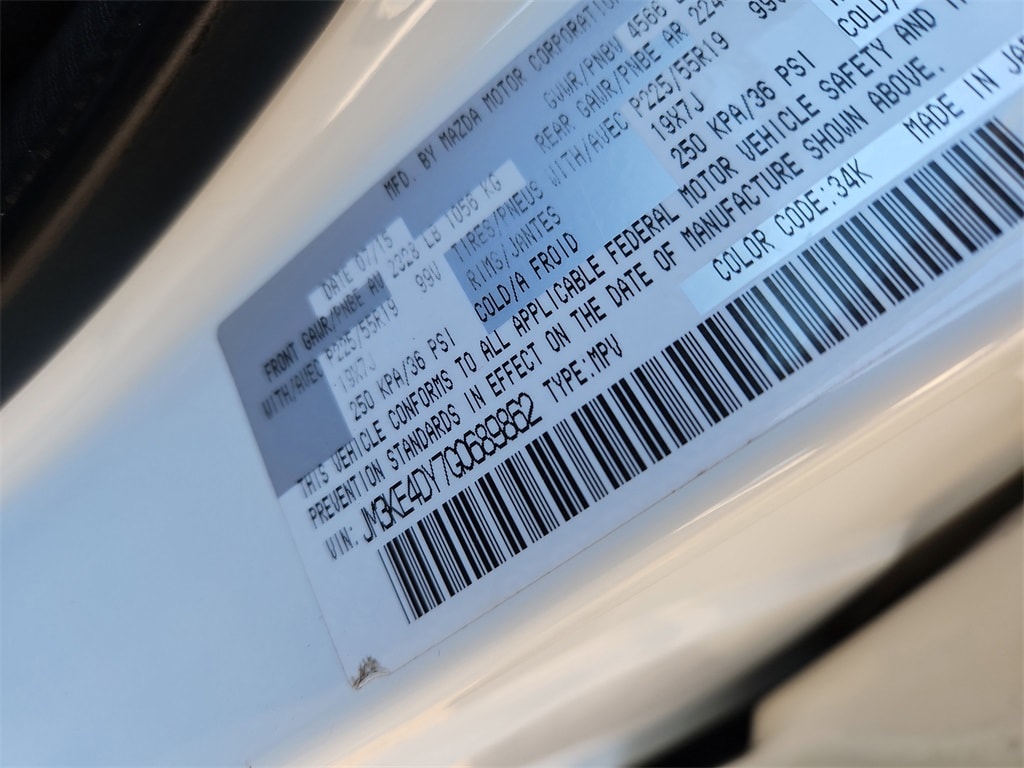 MFD. BY MAZDA MOTOR CORPORATION
DATE 07/15 GVWR/PNBV 4566 L
FRONT GAWR/PNBE AV 2328 LB 1056 KG REAR GAWR/PNBE AR 224
WITH/AVEC P225/55R19 99V TIRES/PNEUS WITH/AVEC P225/55R19 99V
19X7J RIMS/JANTES 19X7J
250 KPA/36 PSI COLD/A FROID 250 KPA/36 PSI COLD/
THIS VEHICLE CONFORMS TO ALL APPLICABLE FEDERAL MOTOR VEHICLE SAFETY AND
PREVENTION STANDARDS IN EFFECT ON THE DATE OF MANUFACTURE SHOWN ABOVE.
VIN: JM3KE4DY7G0689862 TYPE:MPV COLOR CODE:34K MADE IN JA